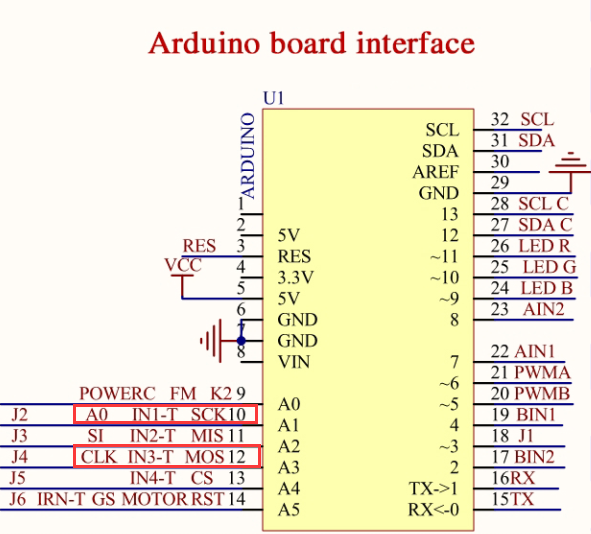 Arduino board interface
U1
ARDUINO
1
2 5V
RES 3 RES
VCC 4 3.3V
5 5V
6 GND
7 GND
8 VIN
POWERC FM K2 9 A0
J2 A0 IN1-T SCK 10 A1
J3 SI IN2-T MIS 11 A2
J4 CLK IN3-T MOS 12 A3
J5 IN4-T CS 13 A4
J6 IRN-T GS MOTOR RST 14 A5
SCL 32 SCL
SDA 31 SDA
AREF 30
GND 29
13 28 SCL C
12 27 SDA C
~11 26 LED R
~10 25 LED G
~9 24 LED B
8 23 AIN2
7 22 AIN1
~6 21 PWMA
~5 20 PWMB
4 19 BIN1
~3 18 J1
2 17 BIN2
TX->1 16 RX
RX<-0 15 TX